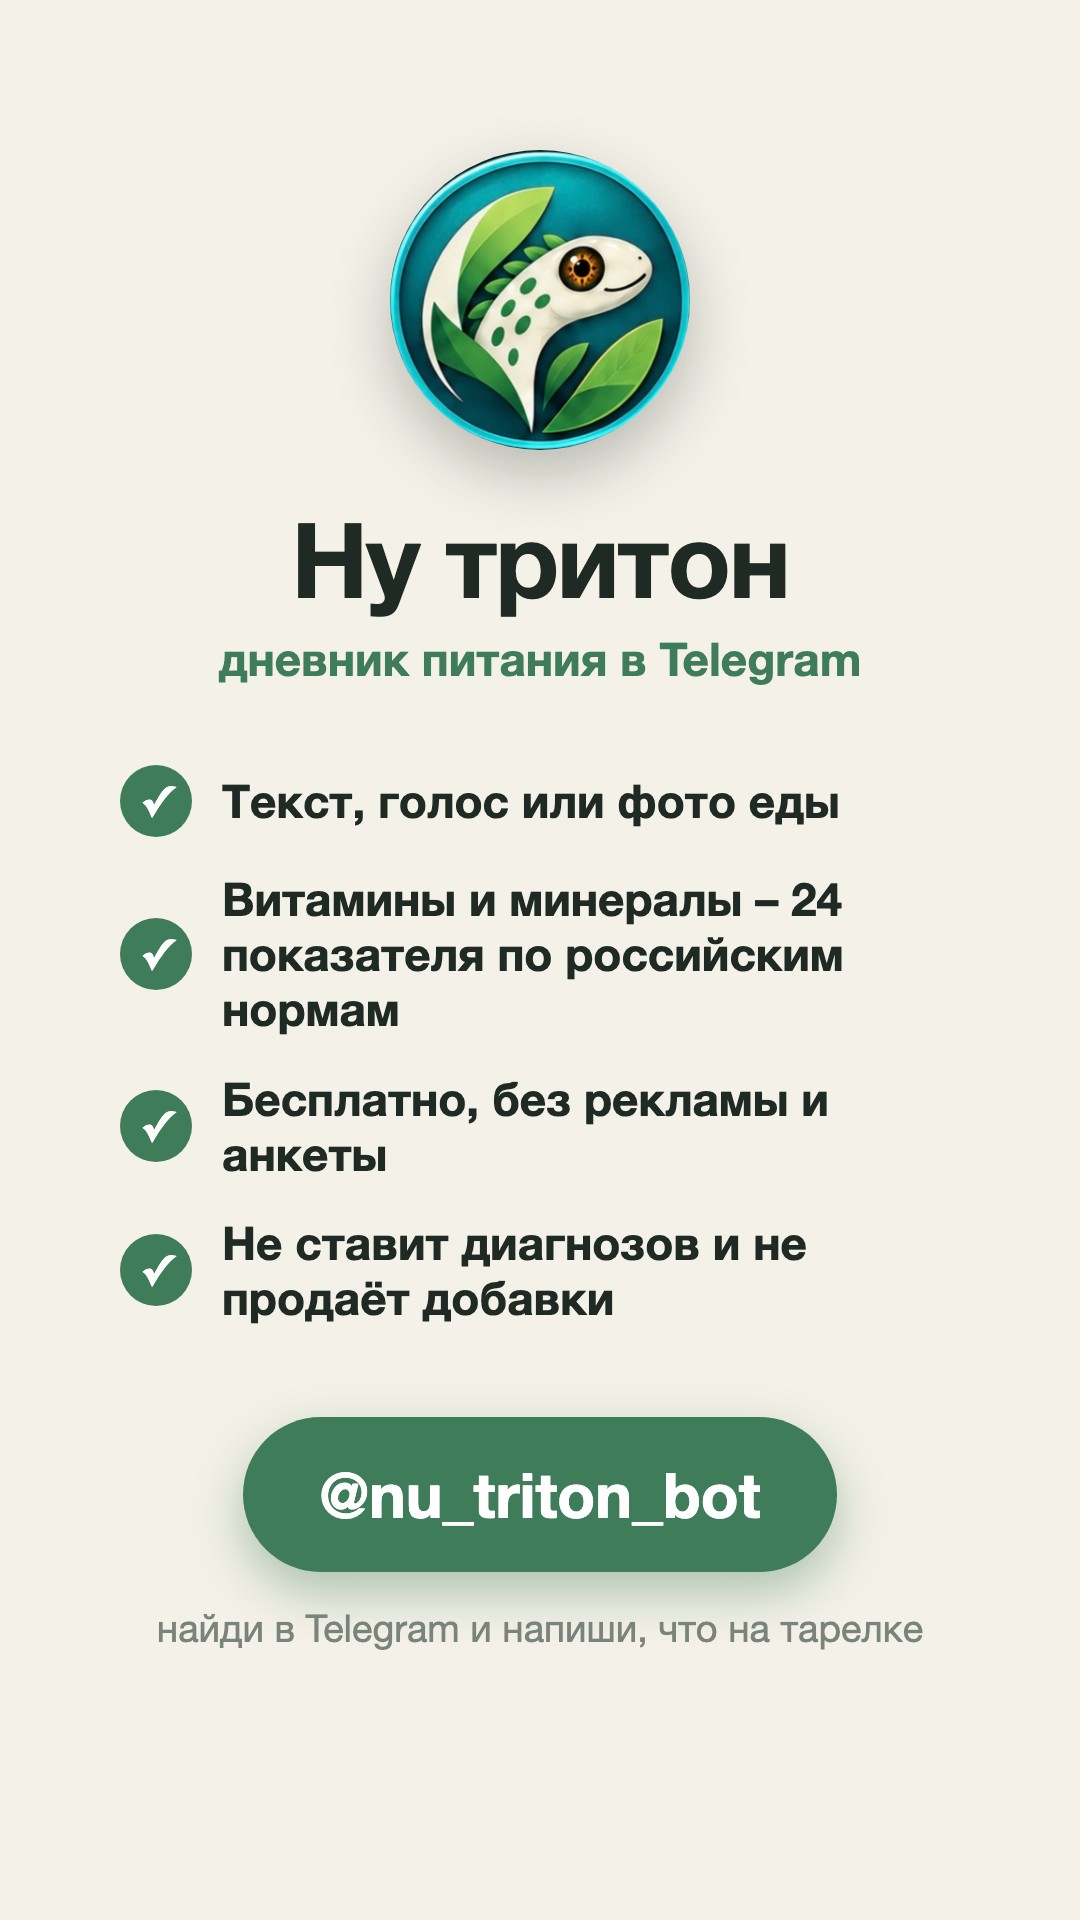 Ну тритон
дневник питания в Telegram
Текст, голос или фото еды
Витамины и минералы – 24
показателя по российским
нормам
Бесплатно, без рекламы и
анкеты
Не ставит диагнозов и не
продаёт добавки
@nu_triton_bot
найди в Telegram и напиши, что на тарелке